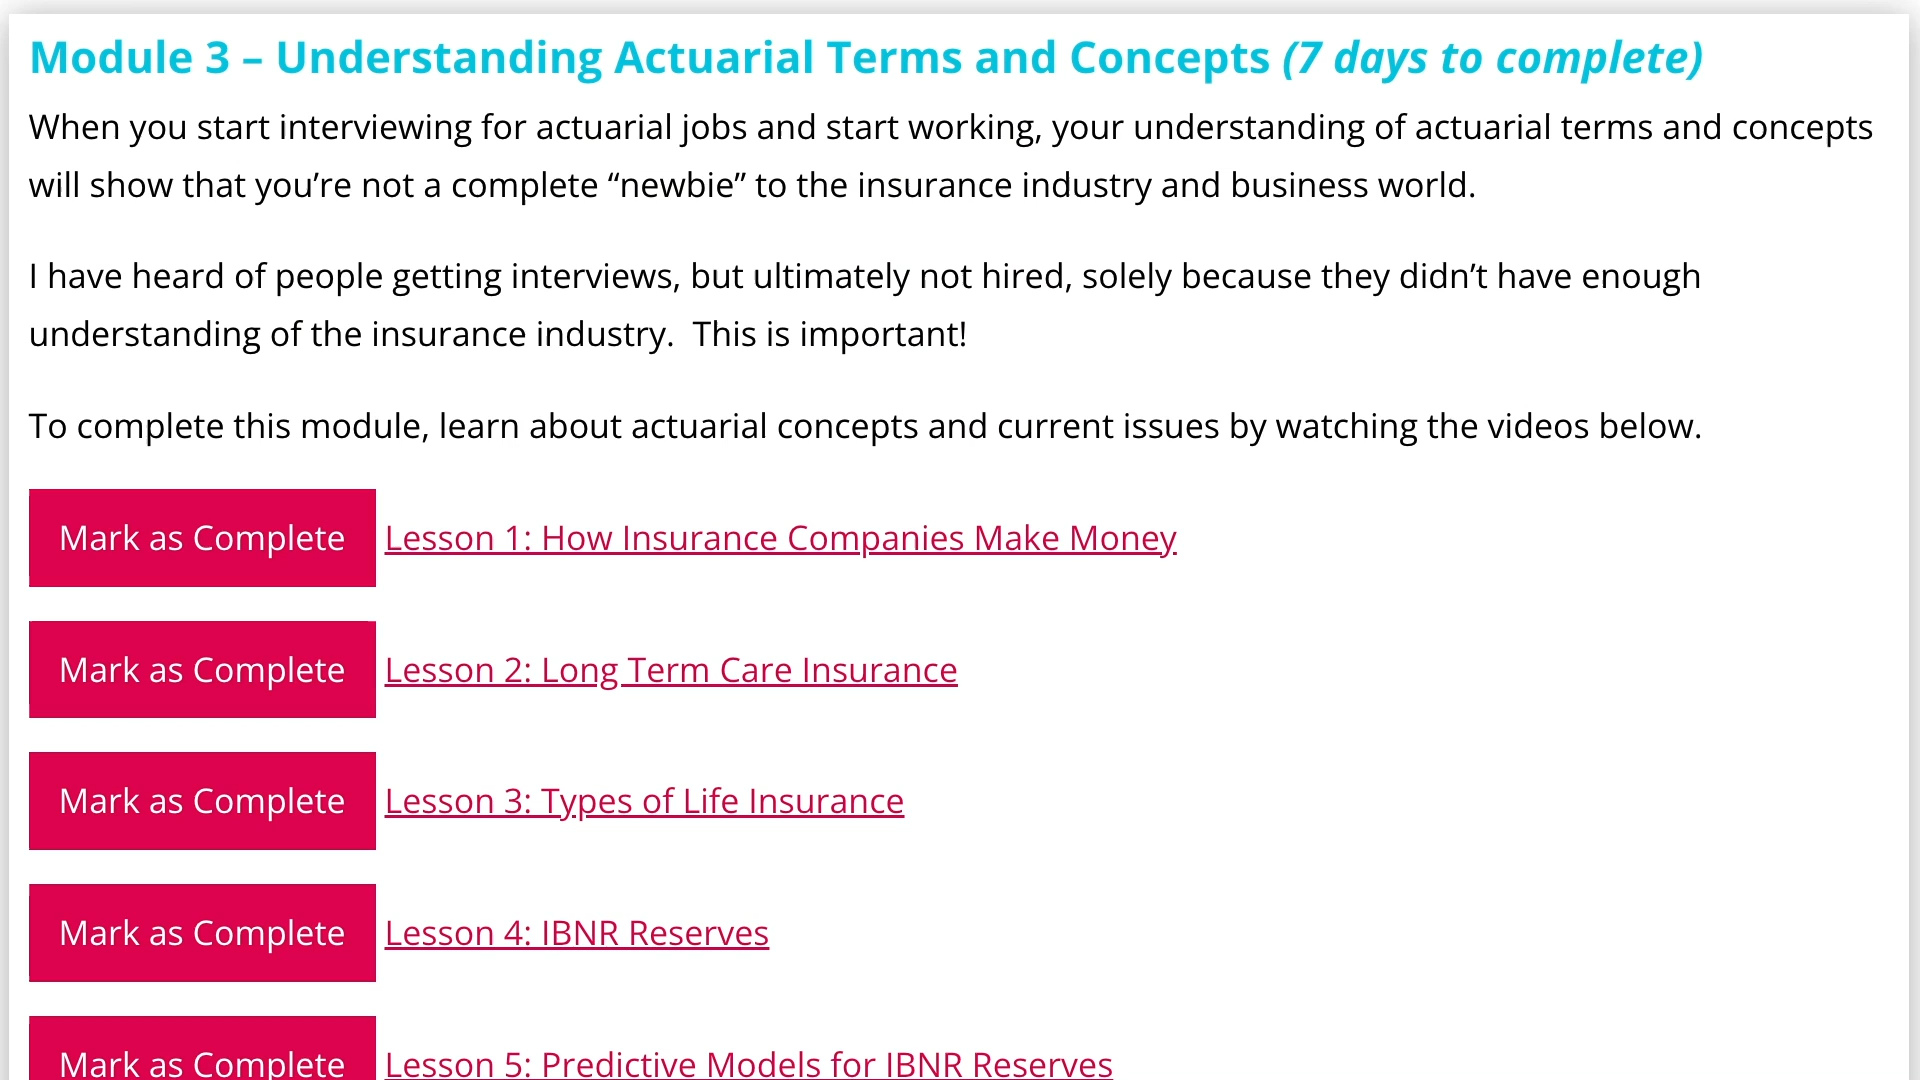 Module 3 – Understanding Actuarial Terms and Concepts (7 days to complete)
When you start interviewing for actuarial jobs and start working, your understanding of actuarial terms and concepts
will show that you’re not a complete “newbie” to the insurance industry and business world.
I have heard of people getting interviews, but ultimately not hired, solely because they didn’t have enough
understanding of the insurance industry.  This is important!
To complete this module, learn about actuarial concepts and current issues by watching the videos below.
Mark as Complete Lesson 1: How Insurance Companies Make Money
Mark as Complete Lesson 2: Long Term Care Insurance
Mark as Complete Lesson 3: Types of Life Insurance
Mark as Complete Lesson 4: IBNR Reserves
Mark as Complete Lesson 5: Predictive Models for IBNR Reserves